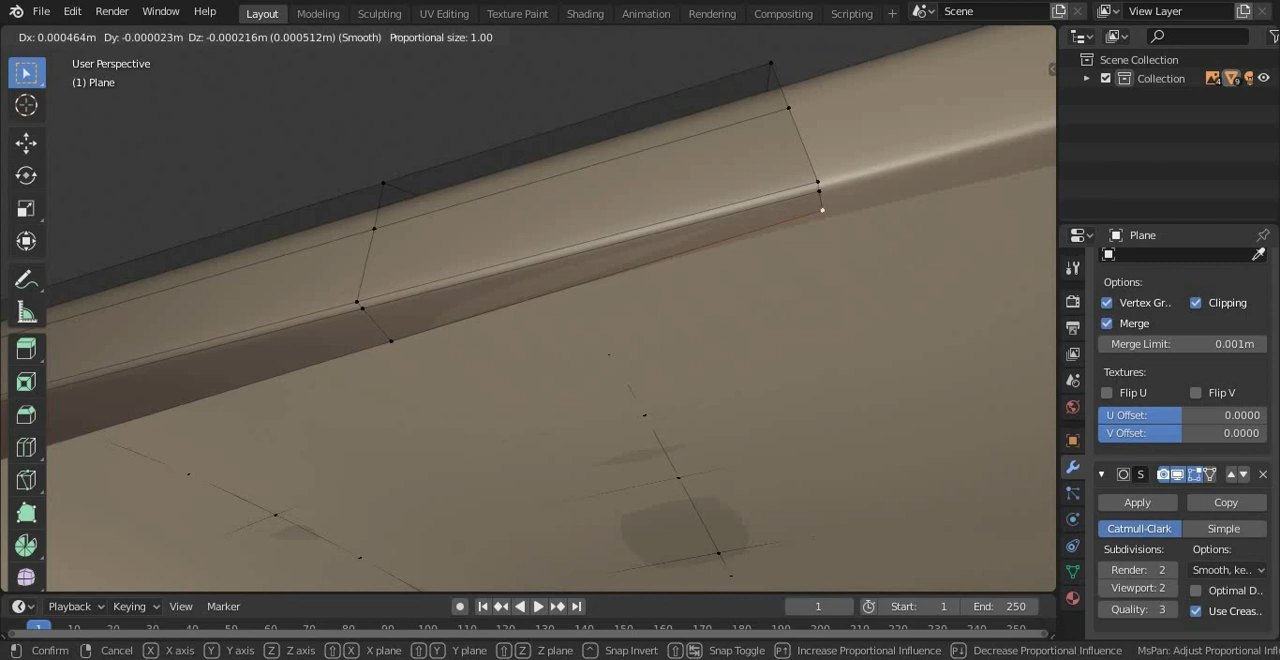 File Edit Render Window Help Layout Modeling Sculpting UV Editing Texture Paint Shading Animation Rendering Compositing Scripting + Scene View Layer
Dx: 0.000464m Dy: -0.000023m Dz: -0.000216m (0.000512m) (Smooth) Proportional size: 1.00
User Perspective
(1) Plane
Scene Collection
Collection
Plane
Options:
Vertex Gr.. Clipping
Merge
Merge Limit: 0.001m
Textures:
Flip U Flip V
U Offset: 0.0000
V Offset: 0.0000
S
Apply Copy
Catmull-Clark Simple
Subdivisions: Options:
Render: 2 Smooth, ke..
Viewport: 2 Optimal D..
Quality: 3 Use Creas..
Playback Keying View Marker 1 Start: 1 End: 250
1 10 20 30 40 50 60 70 80 90 100 110 120 130 140 150 160 170 180 190 200 210 220 230 240 250
Confirm Cancel X X axis Y Y axis Z Z axis X X plane Y Y plane Z Z plane Snap Invert Snap Toggle P↑ Increase Proportional Influence P↓ Decrease Proportional Influence MsPan: Adjust Proportional Infl